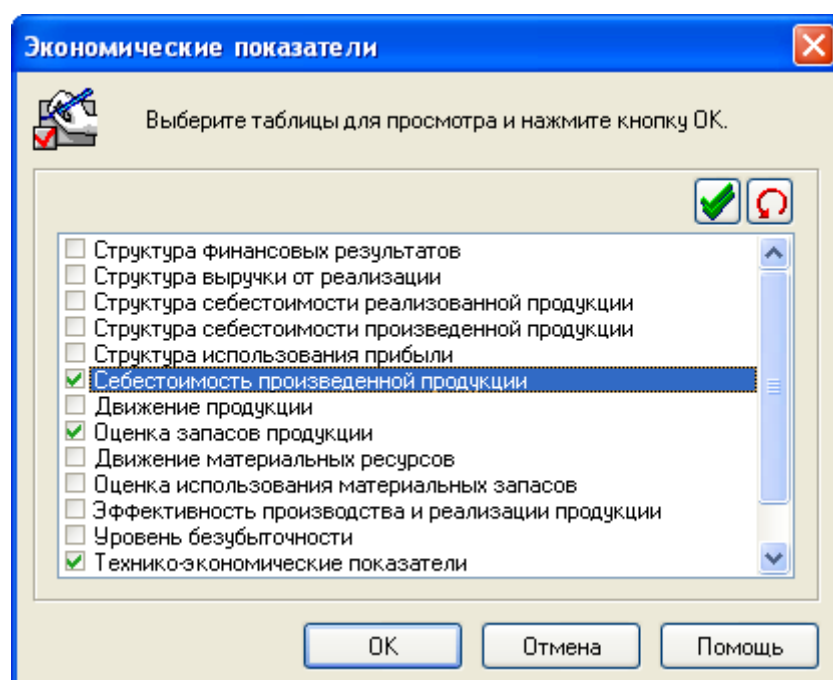 Экономические показатели
Выберите таблицы для просмотра и нажмите кнопку ОК.
Структура финансовых результатов
Структура выручки от реализации
Структура себестоимости реализованной продукции
Структура себестоимости произведенной продукции
Структура использования прибыли
Себестоимость произведенной продукции
Движение продукции
Оценка запасов продукции
Движение материальных ресурсов
Оценка использования материальных запасов
Эффективность производства и реализации продукции
Уровень безубыточности
Технико-экономические показатели
ОК
Отмена
Помощь